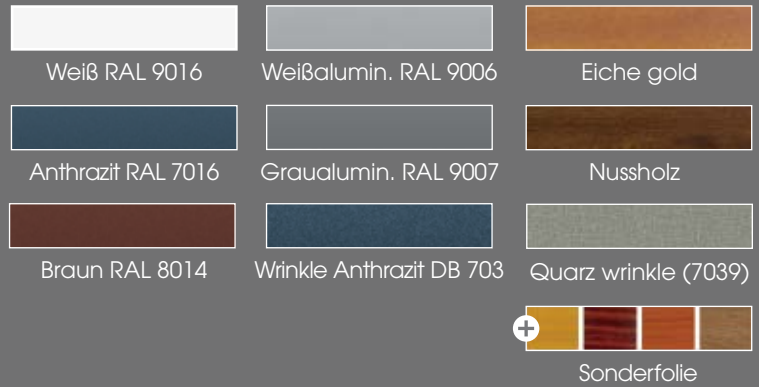 Weiß RAL 9016
Weißalumin. RAL 9006
Eiche gold
Anthrazit RAL 7016
Graualumin. RAL 9007
Nussholz
Braun RAL 8014
Wrinkle Anthrazit DB 703
Quarz wrinkle (7039)
+
Sonderfolie